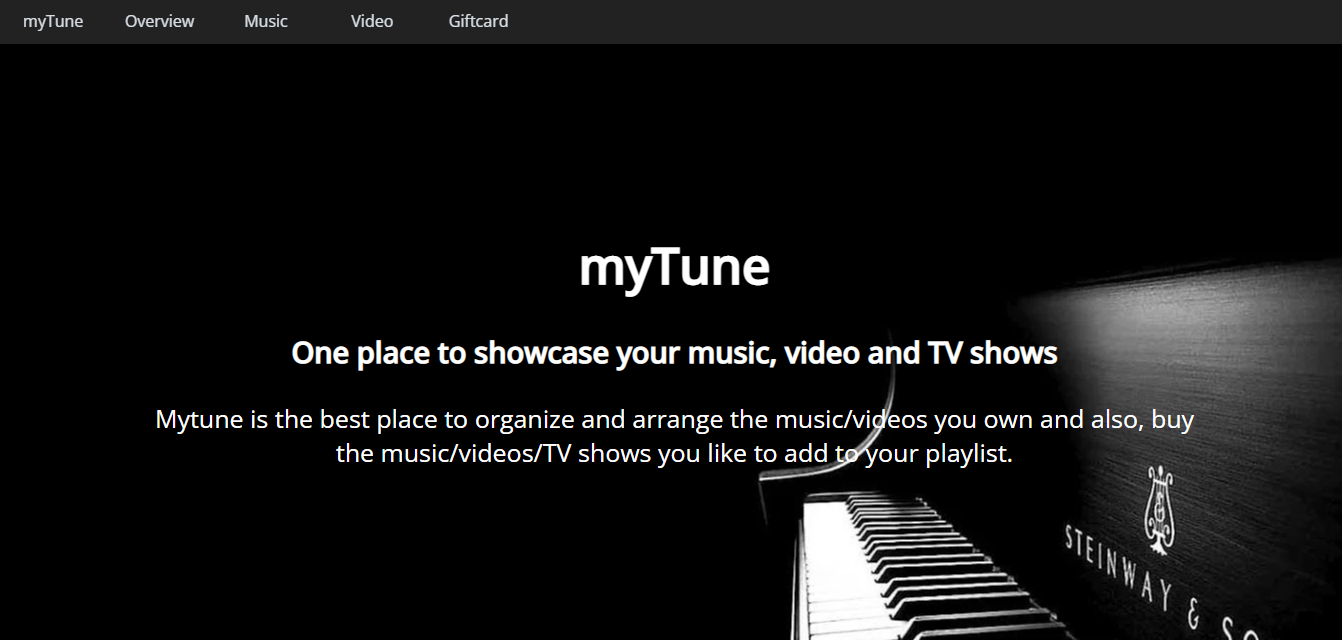 myTune Overview Music Video Giftcard
myTune
One place to showcase your music, video and TV shows
Mytune is the best place to organize and arrange the music/videos you own and also, buy
the music/videos/TV shows you like to add to your playlist.
STEINWAY & SO